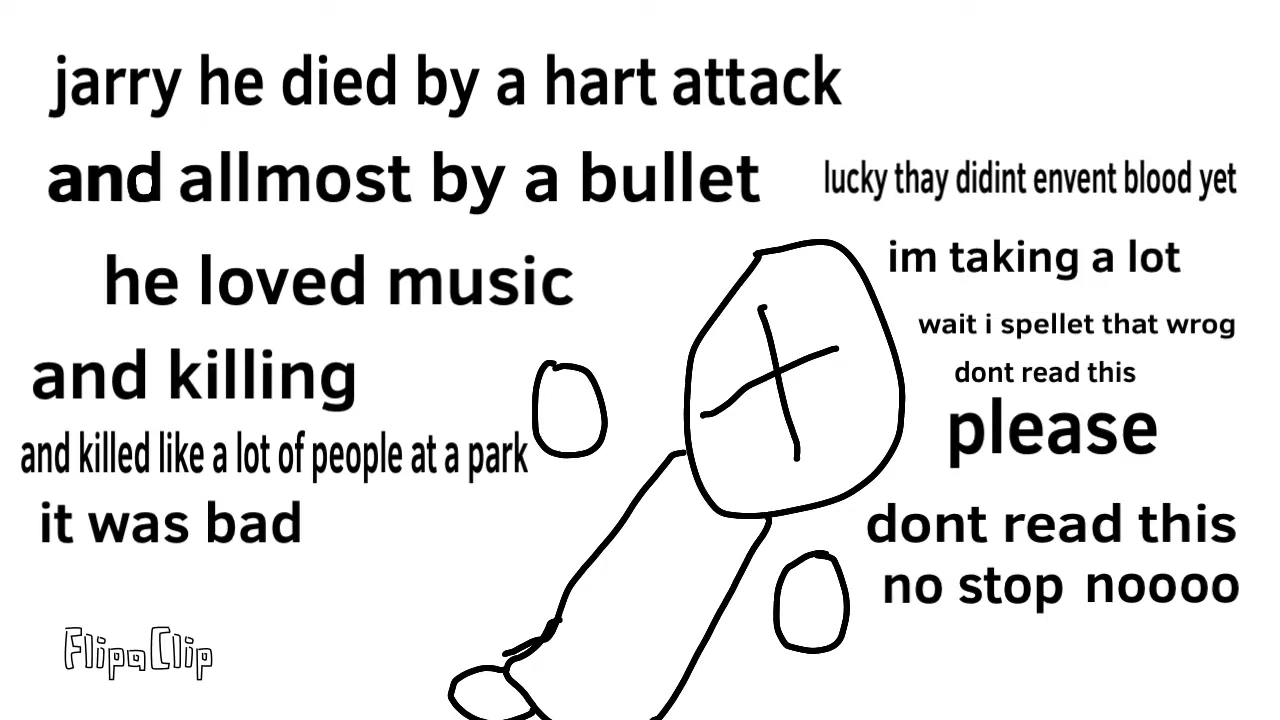 jarry he died by a hart attack
and allmost by a bullet
lucky thay didint envent blood yet
he loved music
im taking a lot
wait i spellet that wrog
and killing
dont read this
please
and killed like a lot of people at a park
it was bad
dont read this
no stop noooo
FlipaClip